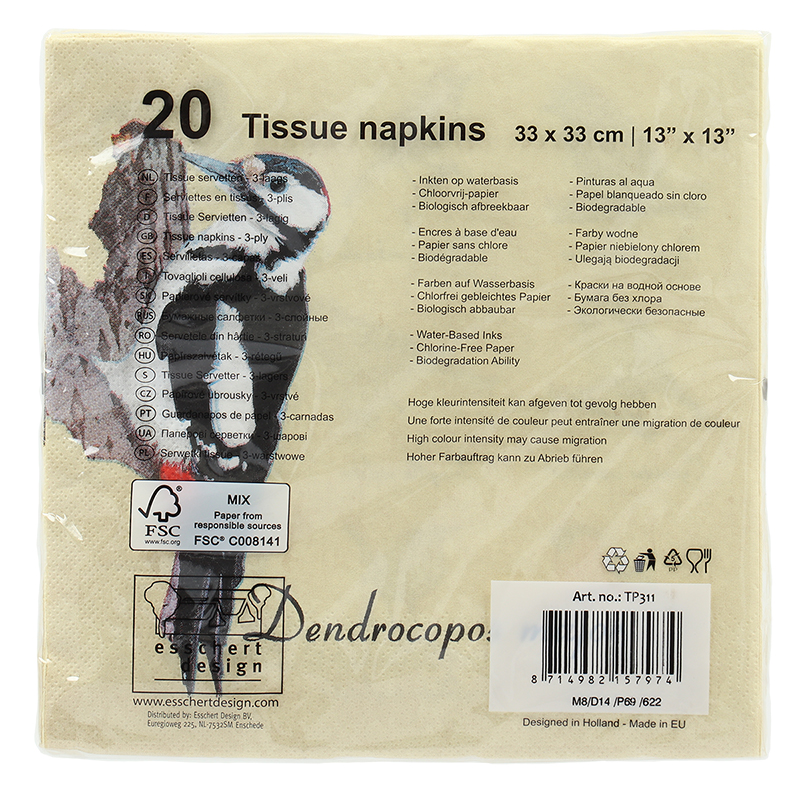 20 Tissue napkins 33 x 33 cm | 13” x 13”
NL Tissue servetten - 3-laags
F Serviettes en tissus - 3-plis
D Tissue Servietten - 3-lagig
GB Tissue napkins - 3-ply
ES Servilletas - 3-capas
I Tovaglioli cellulosa - 3-veli
SK Papierové servítky - 3-vrstvové
RUS Бумажные салфетки - 3-слойные
RO Servetele din hârtie - 3-straturi
HU Papírszalvéták - 3-rétegű
S Tissue Servetter - 3-lagers
CZ Papírové ubrousky - 3-vrstvé
PT Guardanapos de papel - 3-carnadas
UA Паперові серветки - 3-шарові
PL Serwetki tissue - 3-warstwowe
- Inkten op waterbasis
- Chloorvrij-papier
- Biologisch afbreekbaar
- Encres à base d'eau
- Papier sans chlore
- Biodégradable
- Farben auf Wasserbasis
- Chlorfrei gebleichtes Papier
- Biologisch abbaubar
- Water-Based Inks
- Chlorine-Free Paper
- Biodegradation Ability
- Pinturas al aqua
- Papel blanqueado sin cloro
- Biodegradable
- Farby wodne
- Papier niebielony chlorem
- Ulegają biodegradacji
- Краски на водной основе
- Бумага без хлора
- Экологически безопасные
Hoge kleurintensiteit kan afgeven tot gevolg hebben
Une forte intensité de couleur peut entraîner une migration de couleur
High colour intensity may cause migration
Hoher Farbauftrag kann zu Abrieb führen
FSC
www.fsc.org
MIX
Paper from
responsible sources
FSC® C008141
PP
Dendrocopos
esschert
design
www.esschertdesign.com
Distributed by: Esschert Design BV,
Euregioweg 225, NL-7532SM Enschede
Art. no.: TP311
8 714982 157974
M8/D14 /P69 /622
Designed in Holland - Made in EU